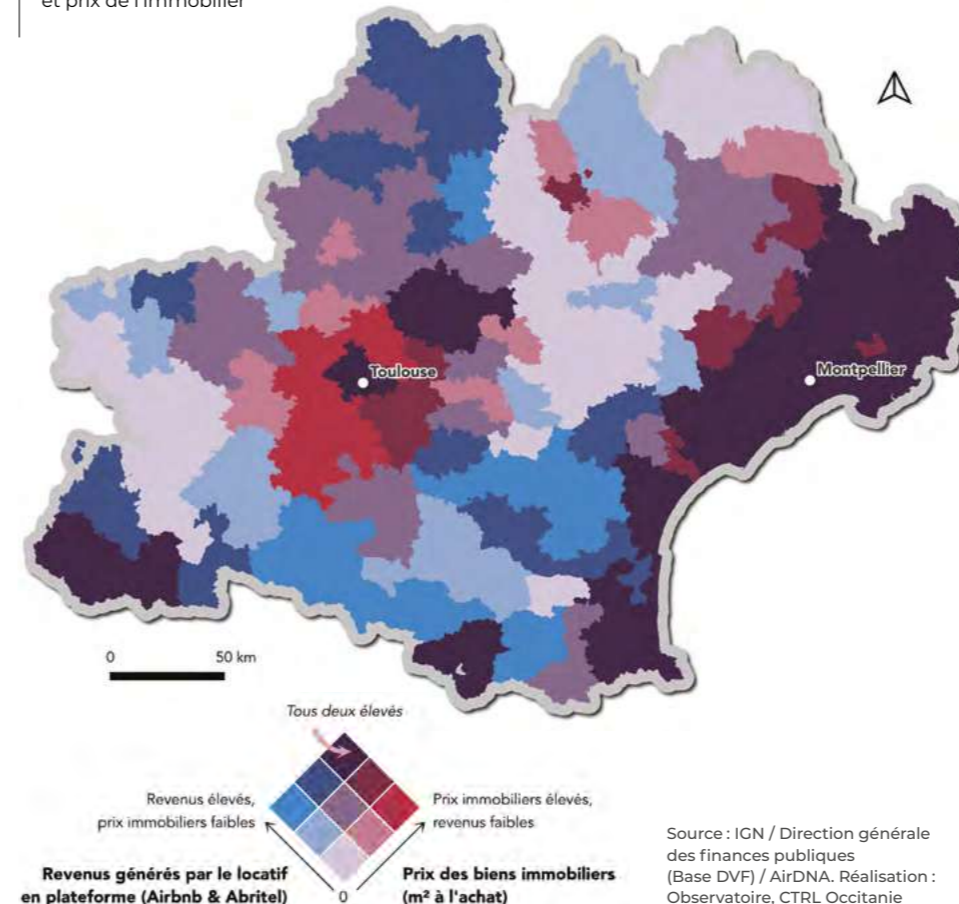 et prix de l'immobilier
Toulouse
Montpellier
0 50 km
Tous deux élevés
Revenus élevés,
prix immobiliers faibles
Prix immobiliers élevés,
revenus faibles
Revenus générés par le locatif
en plateforme (Airbnb & Abritel)
0
Prix des biens immobiliers
(m² à l'achat)
Source : IGN / Direction générale
des finances publiques
(Base DVF) / AirDNA. Réalisation :
Observatoire, CTRL Occitanie